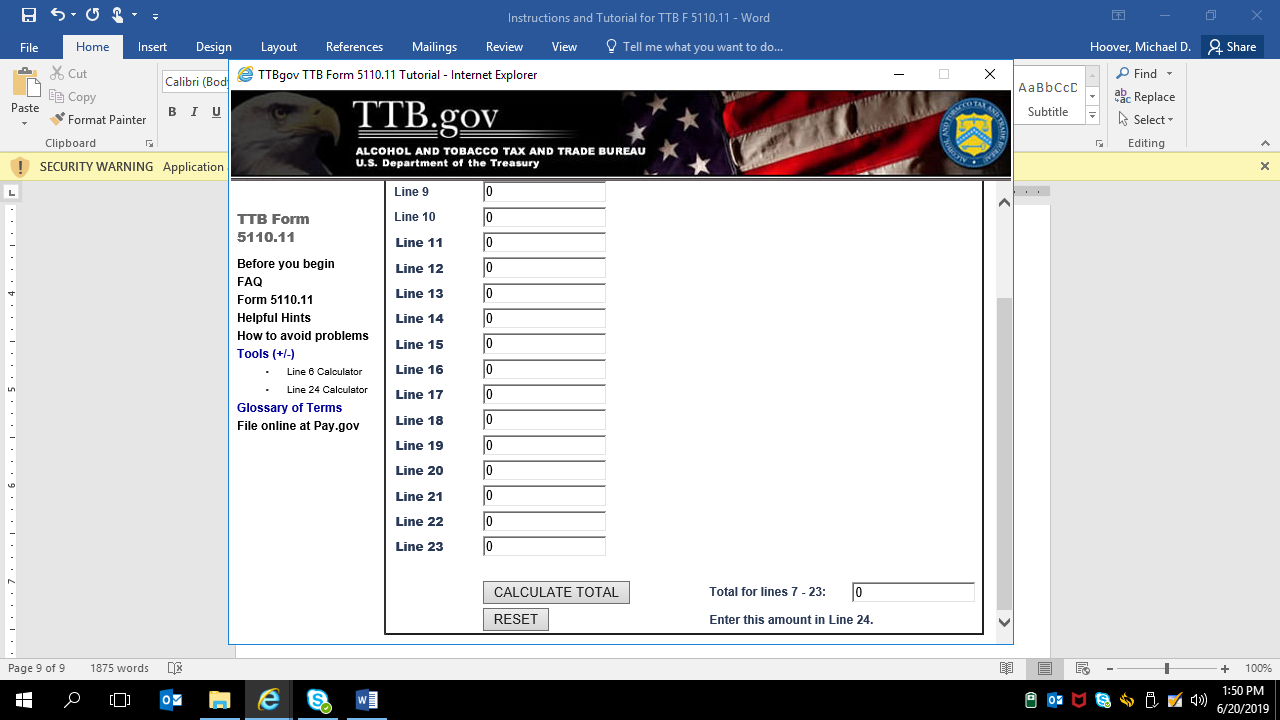 Instructions and Tutorial for TTB F 5110.11 - Word
File Home Insert Design Layout References Mailings Review View Tell me what you want to do... Hoover, Michael D. Share
Paste
Cut
Copy
Format Painter
Clipboard
Calibri (Bod
B I U
AaBbCcD
Subtitle
Find
Replace
Select
Editing
SECURITY WARNING Application
TTBgov TTB Form 5110.11 Tutorial - Internet Explorer
TTB.gov
ALCOHOL AND TOBACCO TAX AND TRADE BUREAU
U.S. Department of the Treasury
TTB Form
5110.11
Before you begin
FAQ
Form 5110.11
Helpful Hints
How to avoid problems
Tools (+/-)
Line 6 Calculator
Line 24 Calculator
Glossary of Terms
File online at Pay.gov
Line 9 0
Line 10 0
Line 11 0
Line 12 0
Line 13 0
Line 14 0
Line 15 0
Line 16 0
Line 17 0
Line 18 0
Line 19 0
Line 20 0
Line 21 0
Line 22 0
Line 23 0
CALCULATE TOTAL Total for lines 7 - 23: 0
RESET Enter this amount in Line 24.
4
5
6
7
Page 9 of 9 1875 words 100%
1:50 PM
6/20/2019